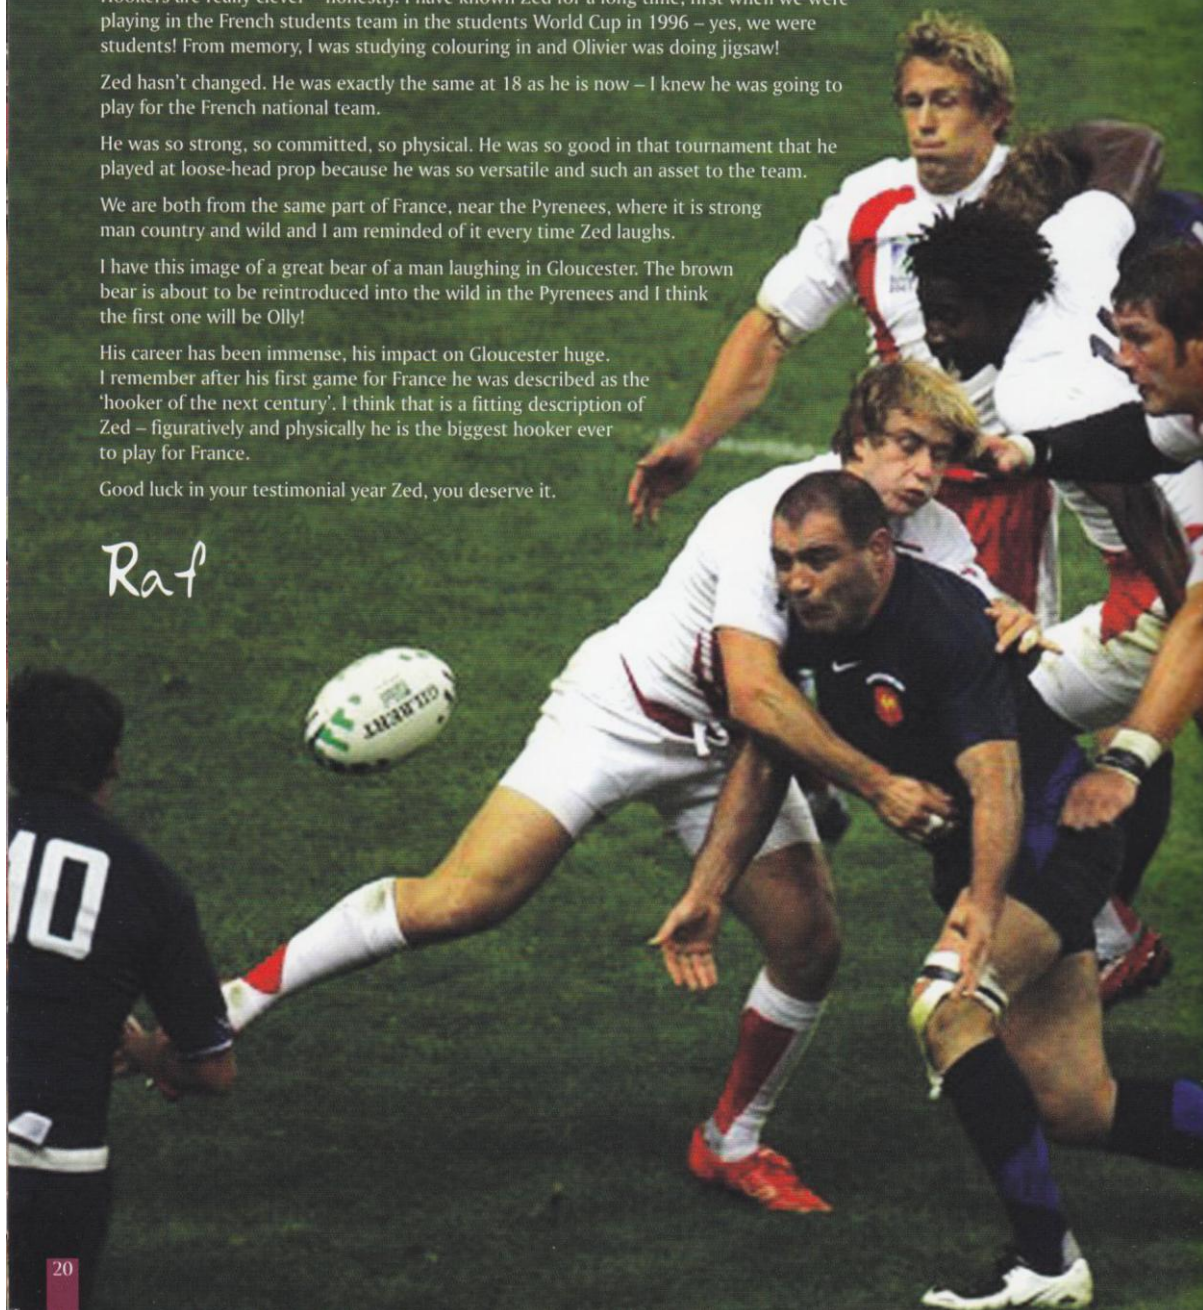 playing in the French students team in the students World Cup in 1996 – yes, we were
students! From memory, I was studying colouring in and Olivier was doing jigsaw!
Zed hasn't changed. He was exactly the same at 18 as he is now – I knew he was going to
play for the French national team.
He was so strong, so committed, so physical. He was so good in that tournament that he
played at loose-head prop because he was so versatile and such an asset to the team.
We are both from the same part of France, near the Pyrenees, where it is strong
man country and wild and I am reminded of it every time Zed laughs.
I have this image of a great bear of a man laughing in Gloucester. The brown
bear is about to be reintroduced into the wild in the Pyrenees and I think
the first one will be Olly!
His career has been immense, his impact on Gloucester huge.
I remember after his first game for France he was described as the
‘hooker of the next century’. I think that is a fitting description of
Zed – figuratively and physically he is the biggest hooker ever
to play for France.
Good luck in your testimonial year Zed, you deserve it.
Raf
GILBERT
10
20